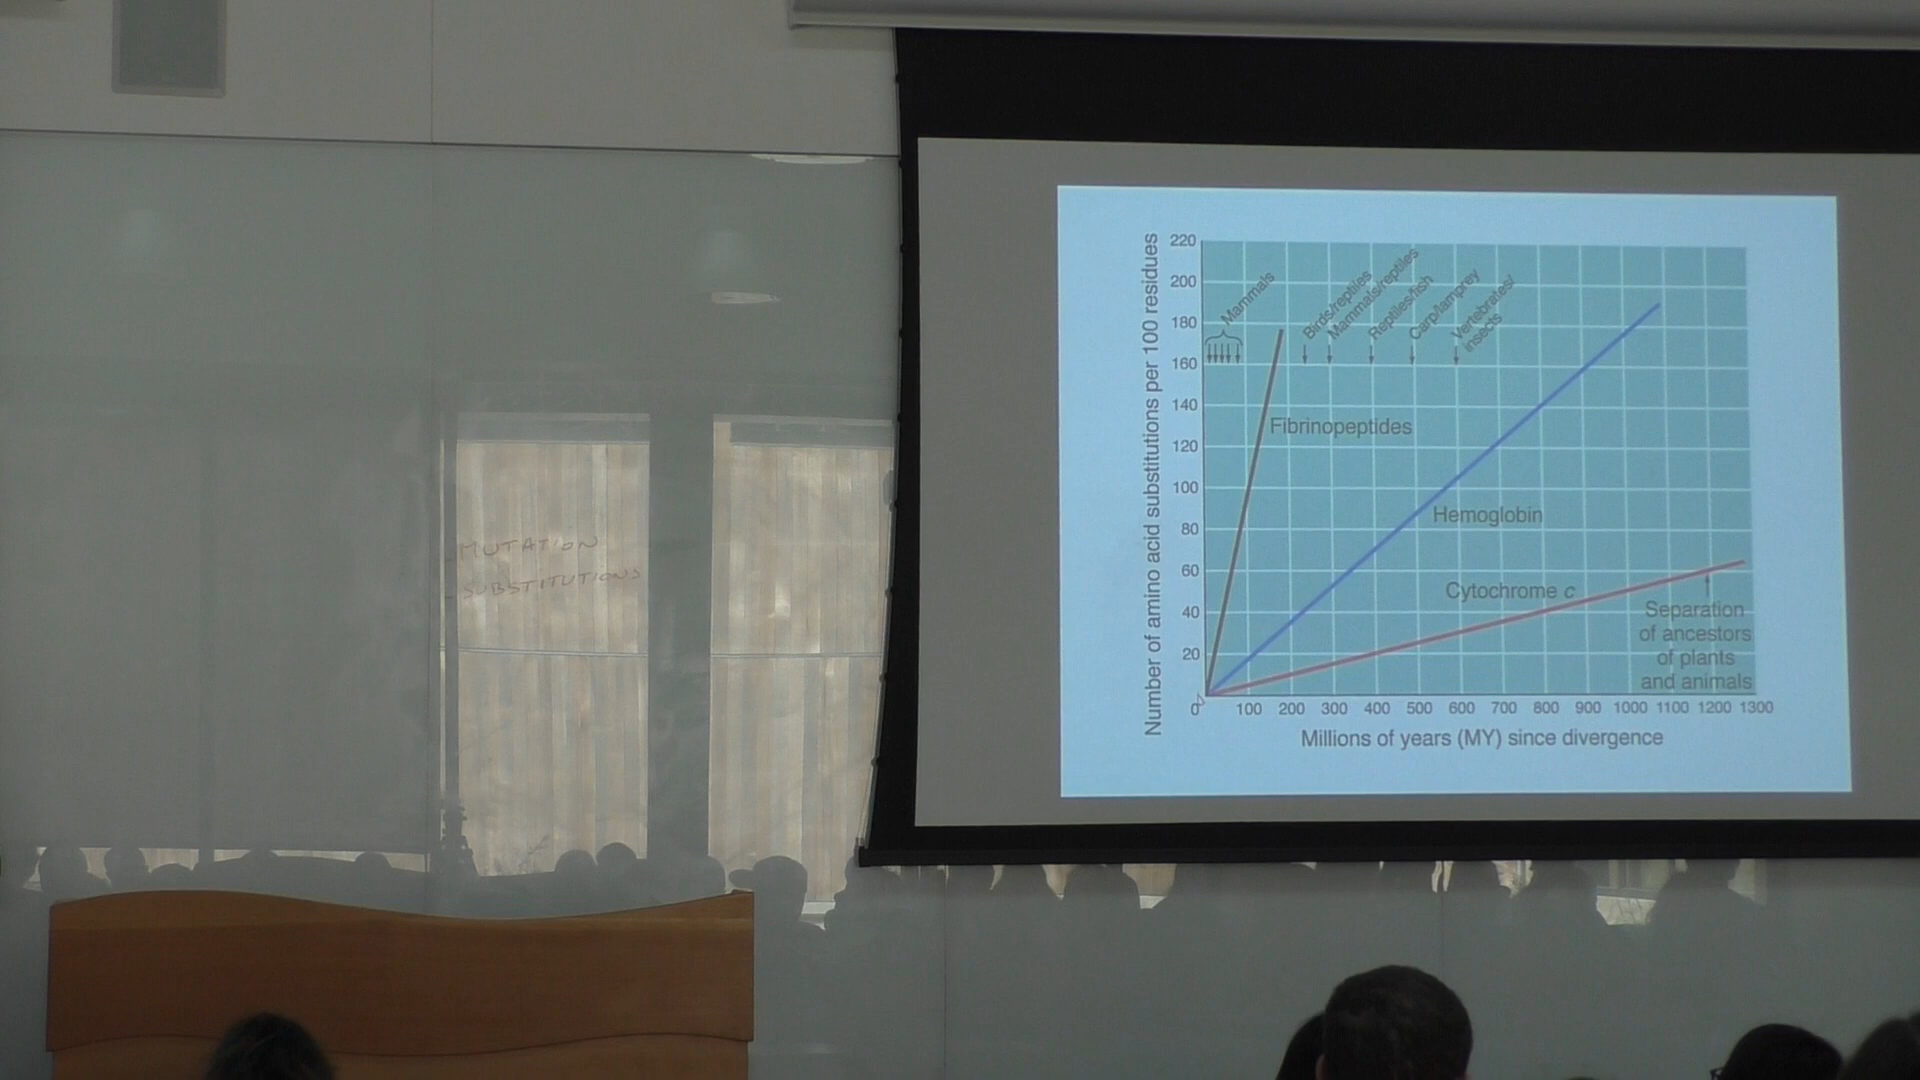 - MUTATION
- SUBSTITUTIONS
Number of amino acid substitutions per 100 residues
220
200
180
160
140
120
100
80
60
40
20
0
Mammals
Birds/reptiles
Mammals/reptiles
Reptiles/fish
Carp/lamprey
Vertebrates/
insects
Fibrinopeptides
Hemoglobin
Cytochrome c
Separation
of ancestors
of plants
and animals
100 200 300 400 500 600 700 800 900 1000 1100 1200 1300
Millions of years (MY) since divergence